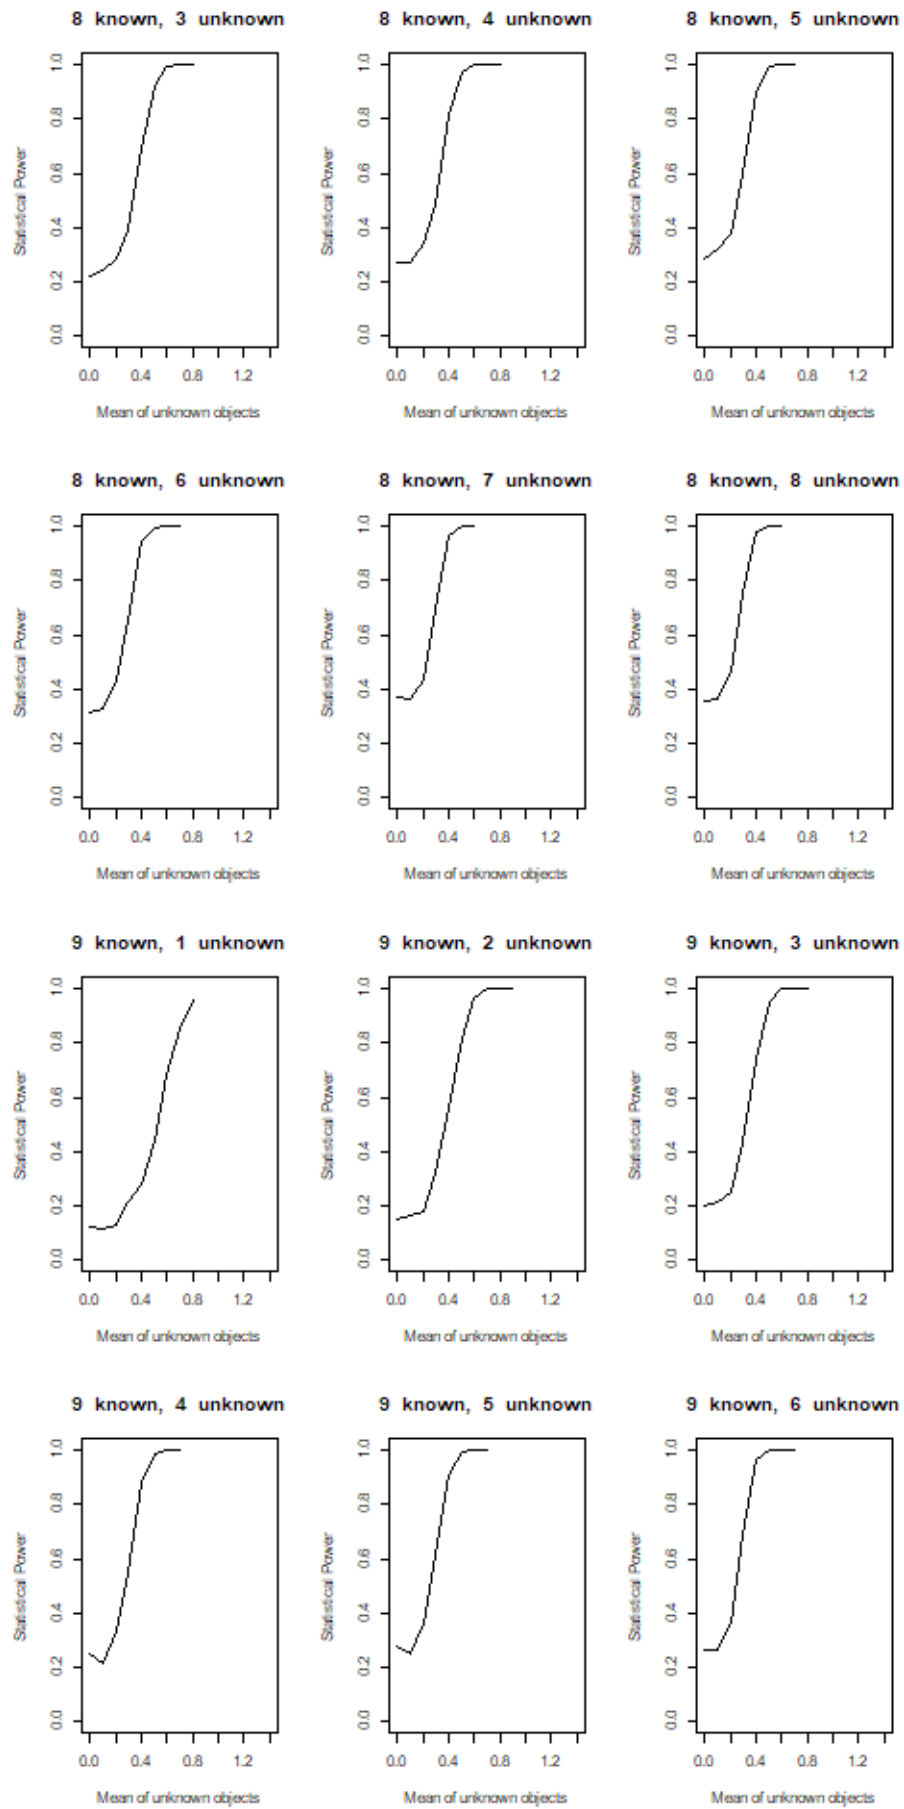 8 known, 3 unknown
8 known, 4 unknown
8 known, 5 unknown
1.0
0.8
0.6
0.4
0.2
0.0
Statistical Power
0.0 0.4 0.8 1.2
Mean of unknown objects
1.0
0.8
0.6
0.4
0.2
0.0
Statistical Power
0.0 0.4 0.8 1.2
Mean of unknown objects
1.0
0.8
0.6
0.4
0.2
0.0
Statistical Power
0.0 0.4 0.8 1.2
Mean of unknown objects
8 known, 6 unknown
8 known, 7 unknown
8 known, 8 unknown
1.0
0.8
0.6
0.4
0.2
0.0
Statistical Power
0.0 0.4 0.8 1.2
Mean of unknown objects
1.0
0.8
0.6
0.4
0.2
0.0
Statistical Power
0.0 0.4 0.8 1.2
Mean of unknown objects
1.0
0.8
0.6
0.4
0.2
0.0
Statistical Power
0.0 0.4 0.8 1.2
Mean of unknown objects
9 known, 1 unknown
9 known, 2 unknown
9 known, 3 unknown
1.0
0.8
0.6
0.4
0.2
0.0
Statistical Power
0.0 0.4 0.8 1.2
Mean of unknown objects
1.0
0.8
0.6
0.4
0.2
0.0
Statistical Power
0.0 0.4 0.8 1.2
Mean of unknown objects
1.0
0.8
0.6
0.4
0.2
0.0
Statistical Power
0.0 0.4 0.8 1.2
Mean of unknown objects
9 known, 4 unknown
9 known, 5 unknown
9 known, 6 unknown
1.0
0.8
0.6
0.4
0.2
0.0
Statistical Power
0.0 0.4 0.8 1.2
Mean of unknown objects
1.0
0.8
0.6
0.4
0.2
0.0
Statistical Power
0.0 0.4 0.8 1.2
Mean of unknown objects
1.0
0.8
0.6
0.4
0.2
0.0
Statistical Power
0.0 0.4 0.8 1.2
Mean of unknown objects